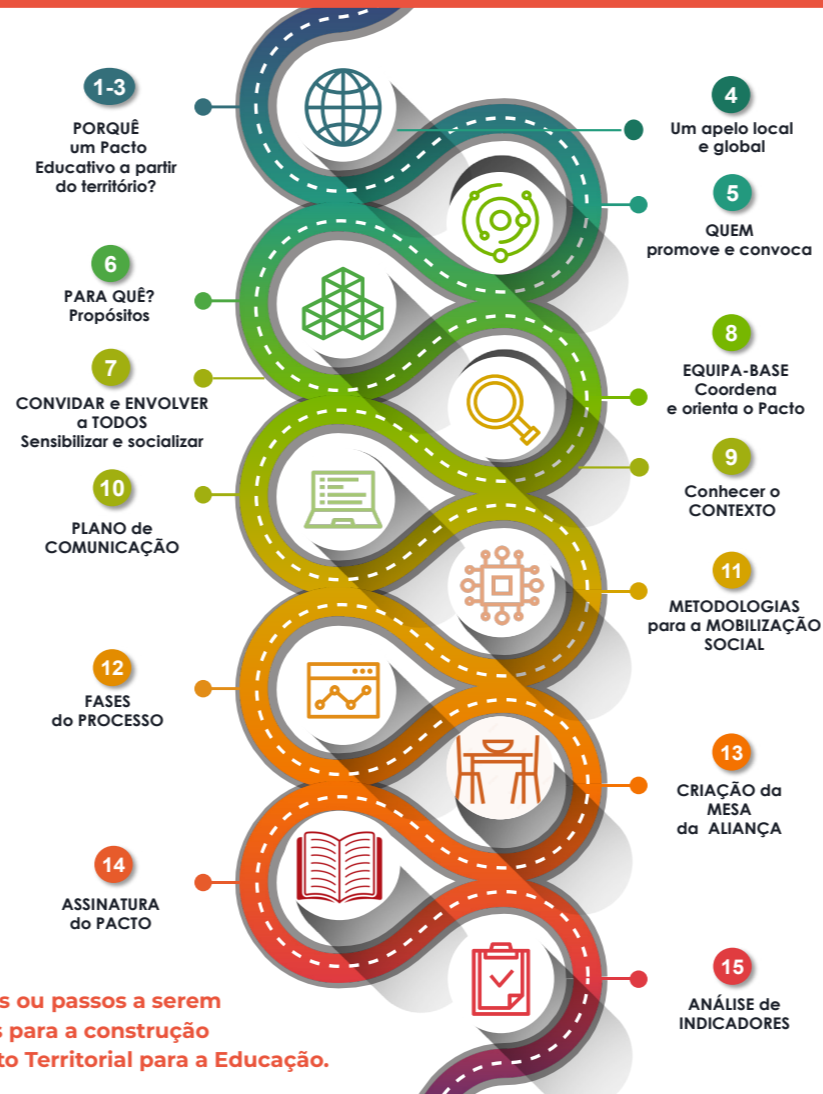 1-3
PORQUÊ
um Pacto
Educativo a partir
do território?
4
Um apelo local
e global
5
QUEM
promove e convoca
6
PARA QUÊ?
Propósitos
7
CONVIDAR e ENVOLVER
a TODOS
Sensibilizar e socializar
8
EQUIPA-BASE
Coordena
e orienta o Pacto
9
Conhecer o
CONTEXTO
10
PLANO de
COMUNICAÇÃO
11
METODOLOGIAS
para a MOBILIZAÇÃO
SOCIAL
12
FASES
do PROCESSO
13
CRIAÇÃO da
MESA
da ALIANÇA
14
ASSINATURA
do PACTO
15
ANÁLISE de
INDICADORES
ou passos a serem
para a construção
Territorial para a Educação.